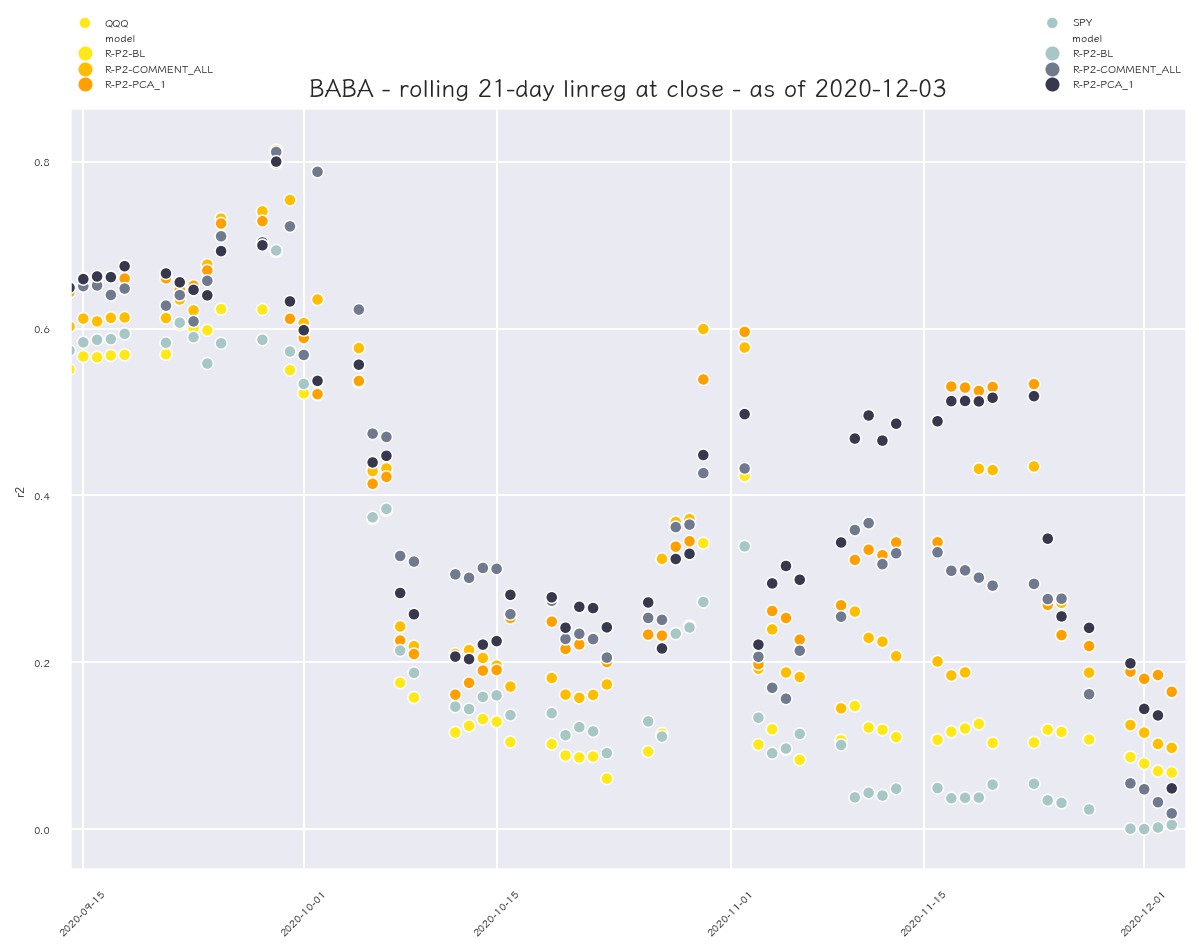 QQQ
model
R-P2-BL
R-P2-COMMENT_ALL
R-P2-PCA_1
SPY
model
R-P2-BL
R-P2-COMMENT_ALL
R-P2-PCA_1
BABA - rolling 21-day linreg at close - as of 2020-12-03
0.8
0.6
r2
0.4
0.2
0.0
2020-09-15
2020-10-01
2020-10-15
2020-11-01
2020-11-15
2020-12-01